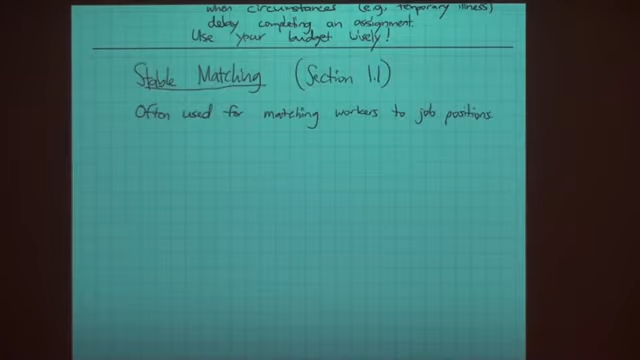 when circumstances (e.g., temporary illness)
delay completing an assignment.
Use your budget wisely!
Stable Matching (Section 1.1)
Often used for matching workers to job positions.